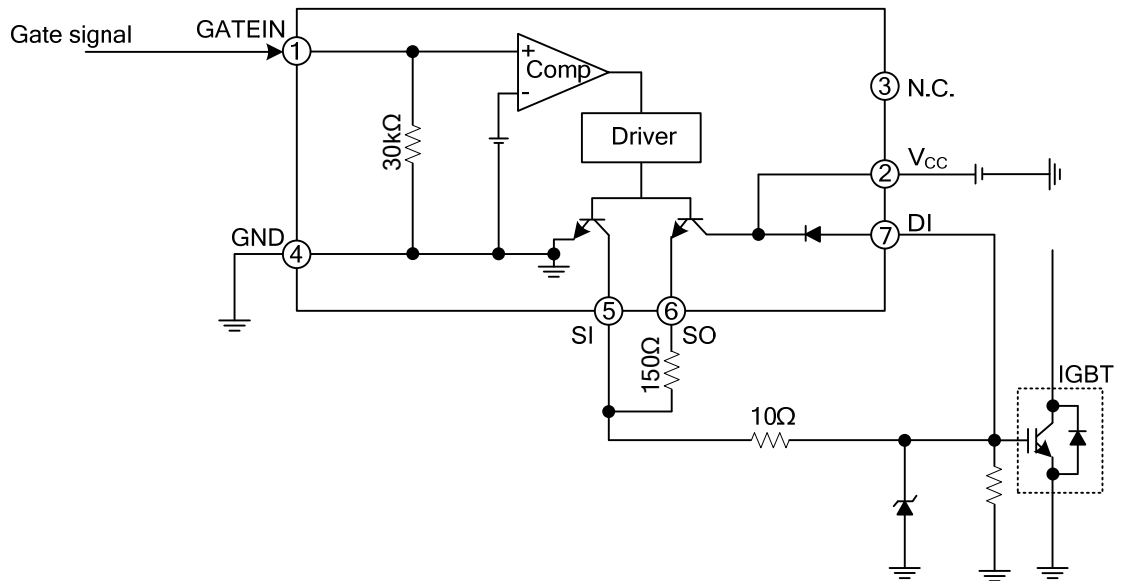 Gate signal
GATEIN
1
+
Comp
-
3
N.C.
30kΩ
Driver
2
VCC
7
DI
GND
4
5
6
SI
SO
150Ω
IGBT
10Ω